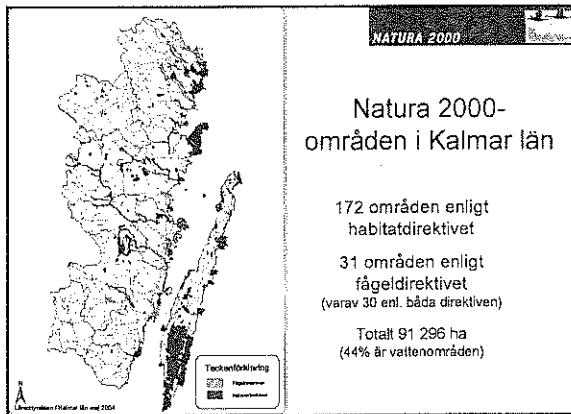 NATURA 2000
Natura 2000-
områden i Kalmar län
172 områden enligt
habitatdirektivet
31 områden enligt
fågeldirektivet
(varav 30 enl. båda direktiven)
Totalt 91 296 ha
(44% är vattenområden)
Teckenförklaring
N
Länsstyrelsen i Kalmar län maj 2004